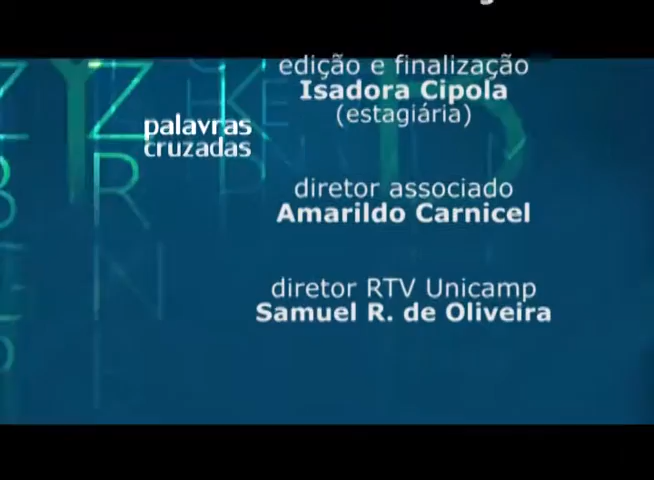 edição e finalização
Isadora Cipola
(estagiária)
palavras
cruzadas
diretor associado
Amarildo Carnicel
diretor RTV Unicamp
Samuel R. de Oliveira